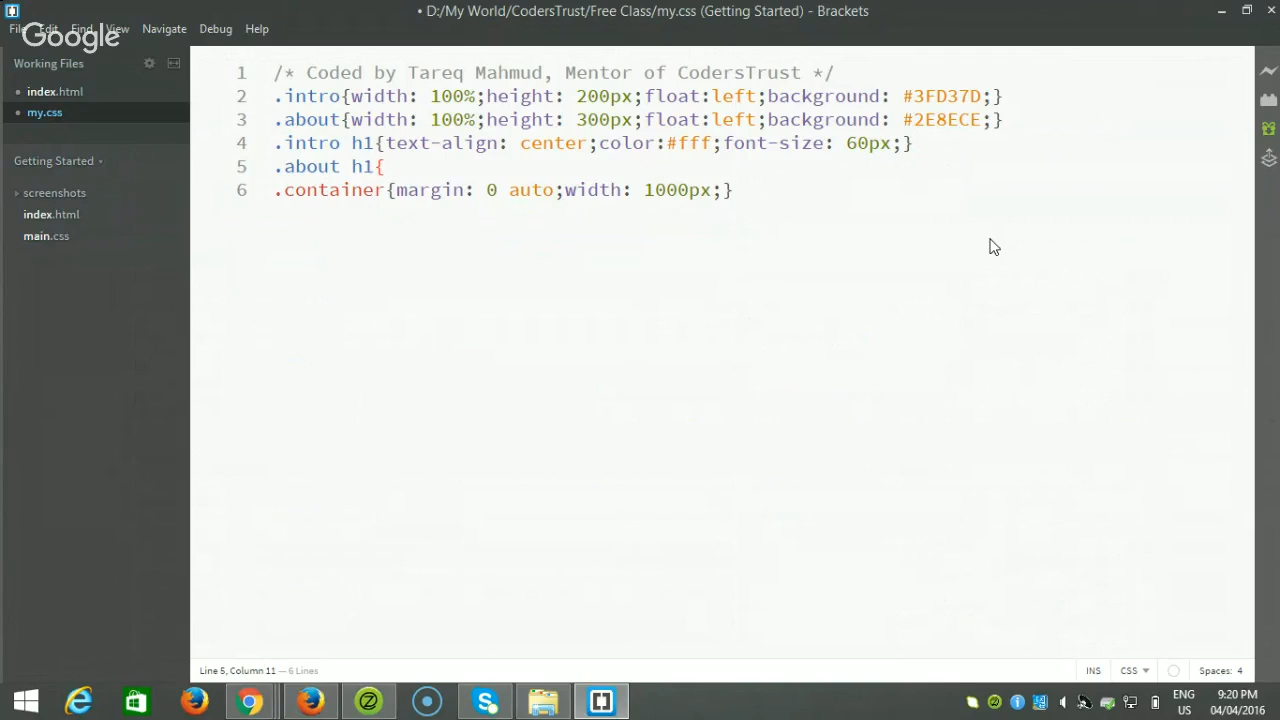 • D:/My World/CodersTrust/Free Class/my.css (Getting Started) - Brackets
File Edit Find View Navigate Debug Help
Google
Working Files
index.html
my.css
Getting Started
screenshots
index.html
main.css
1 /* Coded by Tareq Mahmud, Mentor of CodersTrust */
2 .intro{width: 100%;height: 200px;float:left;background: #3FD37D;}
3 .about{width: 100%;height: 300px;float:left;background: #2E8ECE;}
4 .intro h1{text-align: center;color:#fff;font-size: 60px;}
5 .about h1{
6 .container{margin: 0 auto;width: 1000px;}
Line 5, Column 11 — 6 Lines
INS CSS Spaces: 4
ENG 9:20 PM
US 04/04/2016